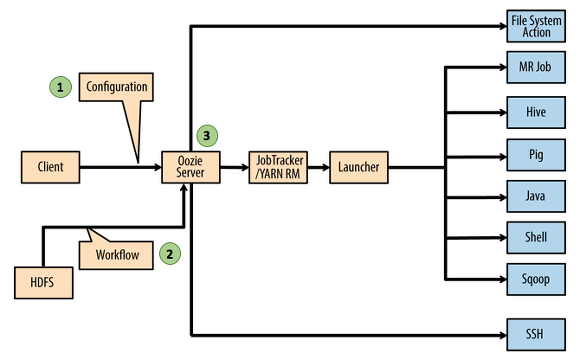 File System
Action
1
Configuration
MR Job
Hive
3
Client
Oozie
Server
JobTracker
/YARN RM
Launcher
Pig
Java
Shell
Workflow
2
HDFS
Sqoop
SSH